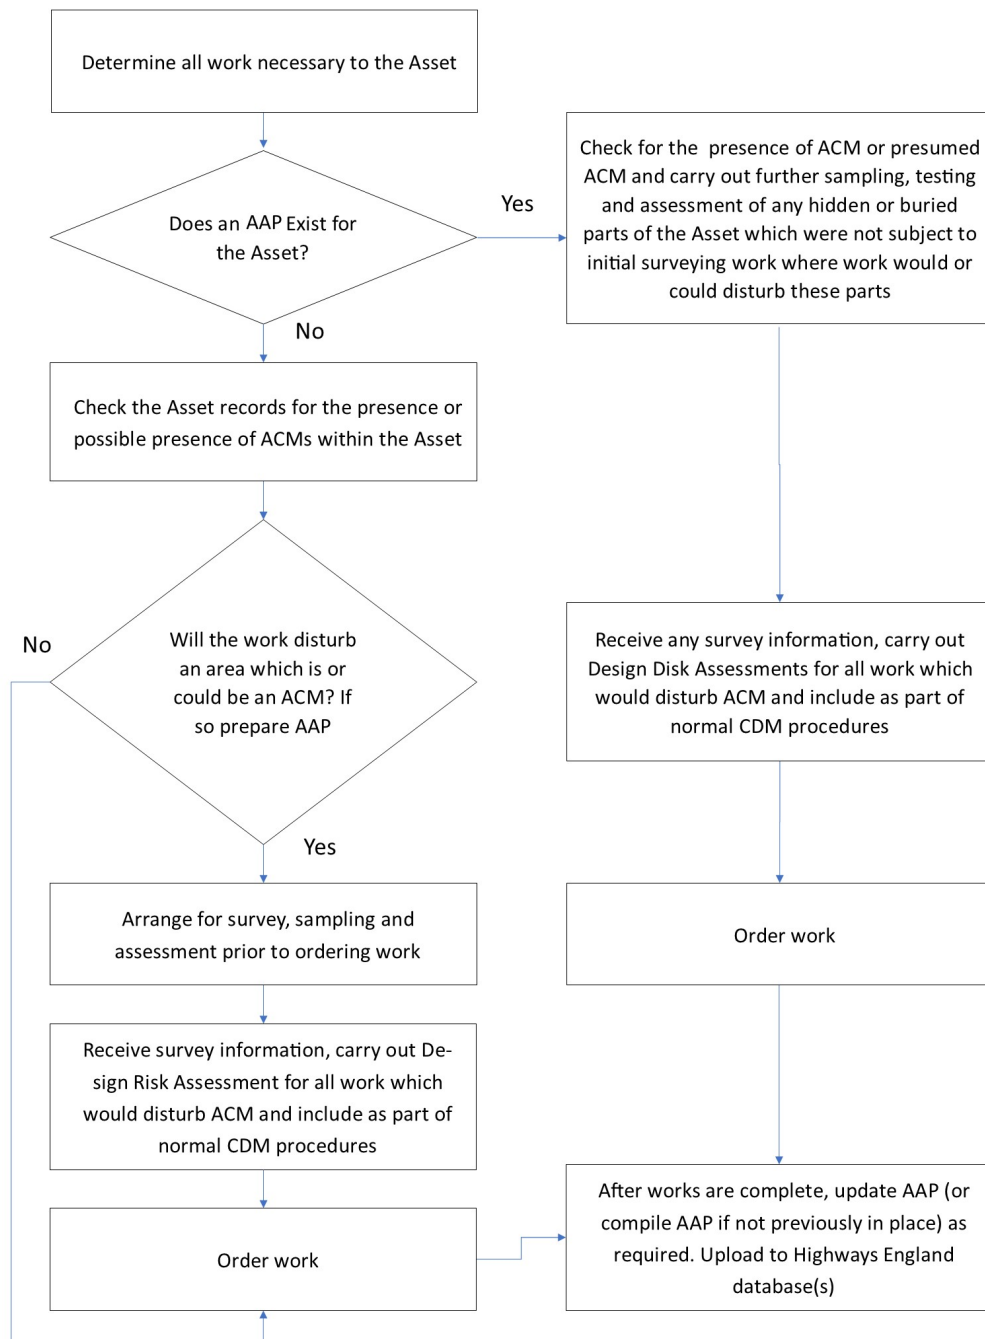 Determine all work necessary to the Asset
Does an AAP Exist for
the Asset?
Yes
Check for the  presence of ACM or presumed
ACM and carry out further sampling, testing
and assessment of any hidden or buried
parts of the Asset which were not subject to
initial surveying work where work would or
could disturb these parts
No
Check the Asset records for the presence or
possible presence of ACMs within the Asset
No
Will the work disturb
an area which is or
could be an ACM? If
so prepare AAP
Receive any survey information, carry out
Design Disk Assessments for all work which
would disturb ACM and include as part of
normal CDM procedures
Yes
Arrange for survey, sampling and
assessment prior to ordering work
Order work
Receive survey information, carry out De-
sign Risk Assessment for all work which
would disturb ACM and include as part of
normal CDM procedures
Order work
After works are complete, update AAP (or
compile AAP if not previously in place) as
required. Upload to Highways England
database(s)